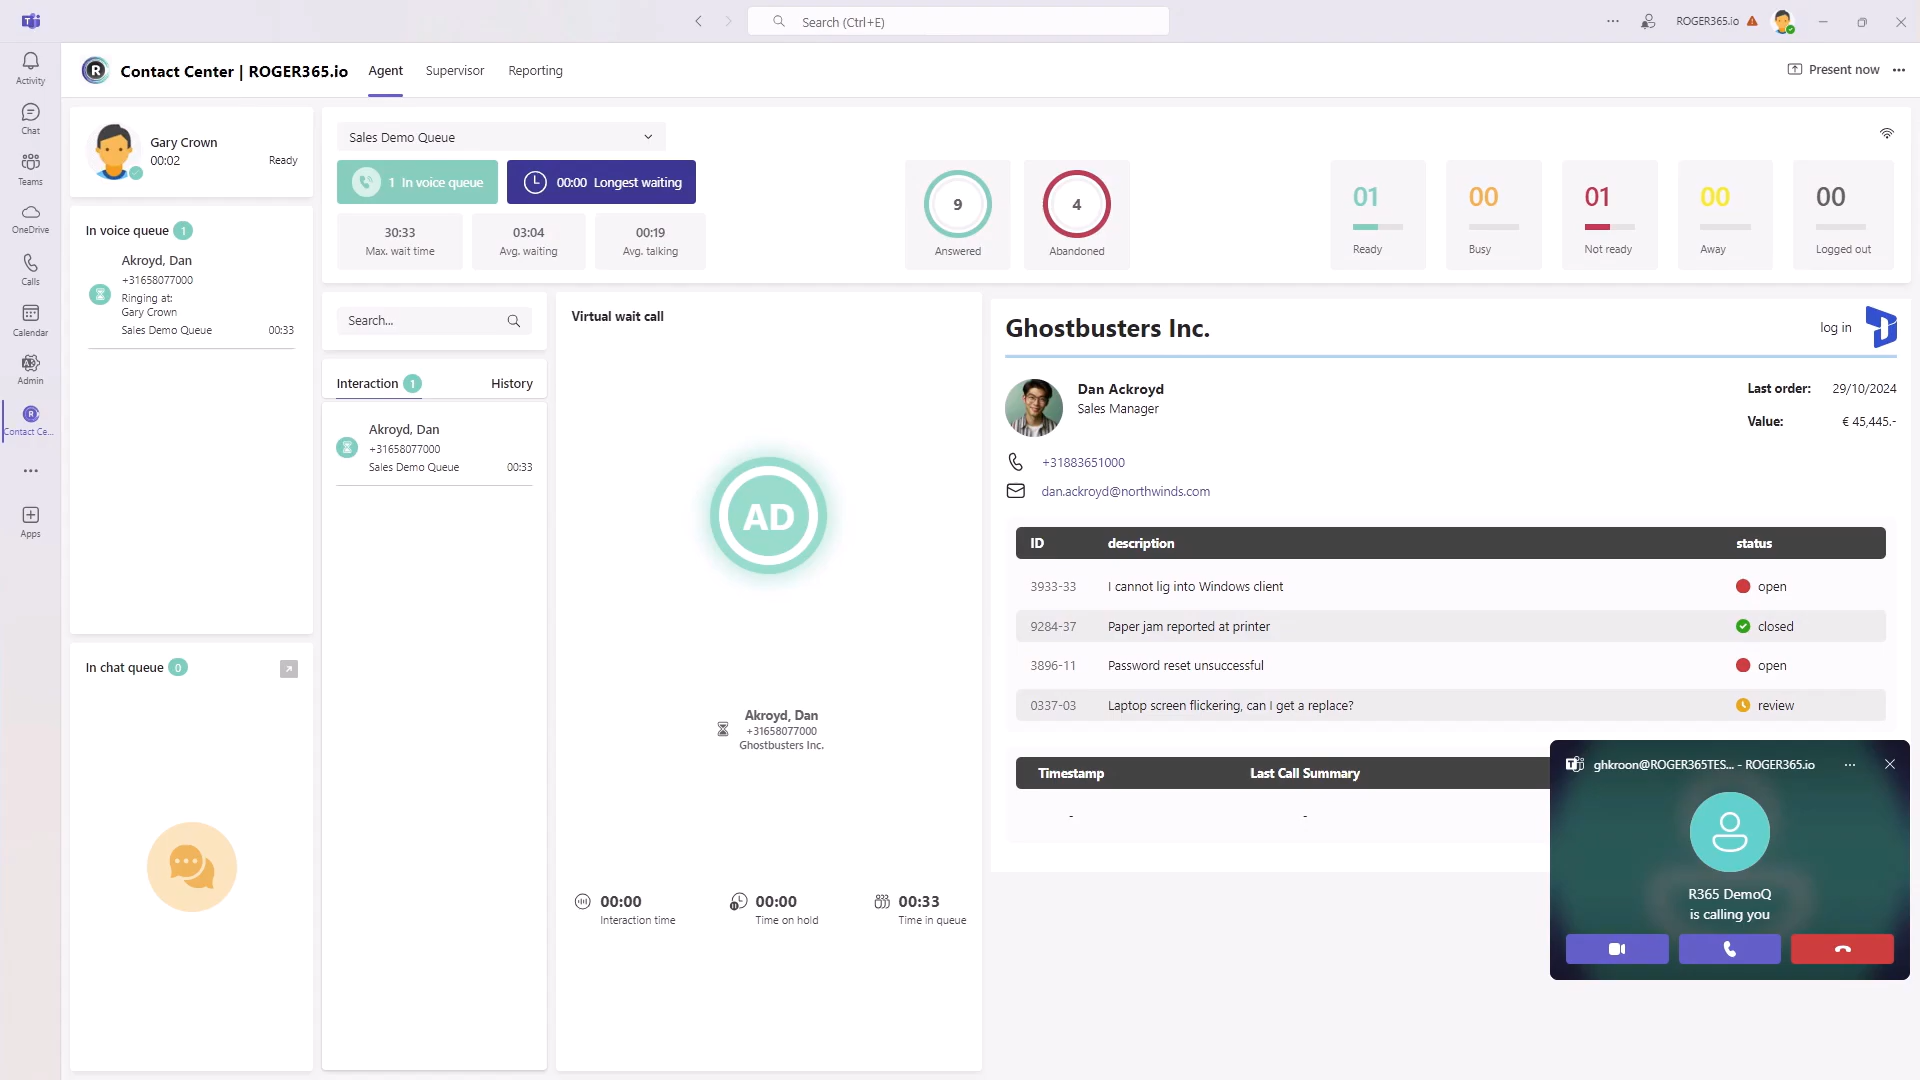 Search (Ctrl+E)
ROGER365.io
Activity
Chat
Teams
OneDrive
Calls
Calendar
Admin
Contact Ce...
Apps
R
Contact Center | ROGER365.io
Agent
Supervisor
Reporting
Present now
Gary Crown
00:02
Ready
In voice queue 1
Akroyd, Dan
+31658077000
Ringing at:
Gary Crown
Sales Demo Queue 00:33
In chat queue 0
Sales Demo Queue
1 In voice queue
00:00 Longest waiting
30:33
Max. wait time
03:04
Avg. waiting
00:19
Avg. talking
9
Answered
4
Abandoned
01
Ready
00
Busy
01
Not ready
00
Away
00
Logged out
Search...
Interaction 1
History
Akroyd, Dan
+31658077000
Sales Demo Queue 00:33
Virtual wait call
AD
Akroyd, Dan
+31658077000
Ghostbusters Inc.
00:00
Interaction time
00:00
Time on hold
00:33
Time in queue
Ghostbusters Inc.
log in
Dan Ackroyd
Sales Manager
Last order: 29/10/2024
Value: € 45,445.-
+31883651000
dan.ackroyd@northwinds.com
ID description status
3933-33 I cannot lig into Windows client open
9284-37 Paper jam reported at printer closed
3896-11 Password reset unsuccessful open
0337-03 Laptop screen flickering, can I get a replace? review
Timestamp Last Call Summary
- -
ghkroon@ROGER365TES... - ROGER365.io
R365 DemoQ
is calling you